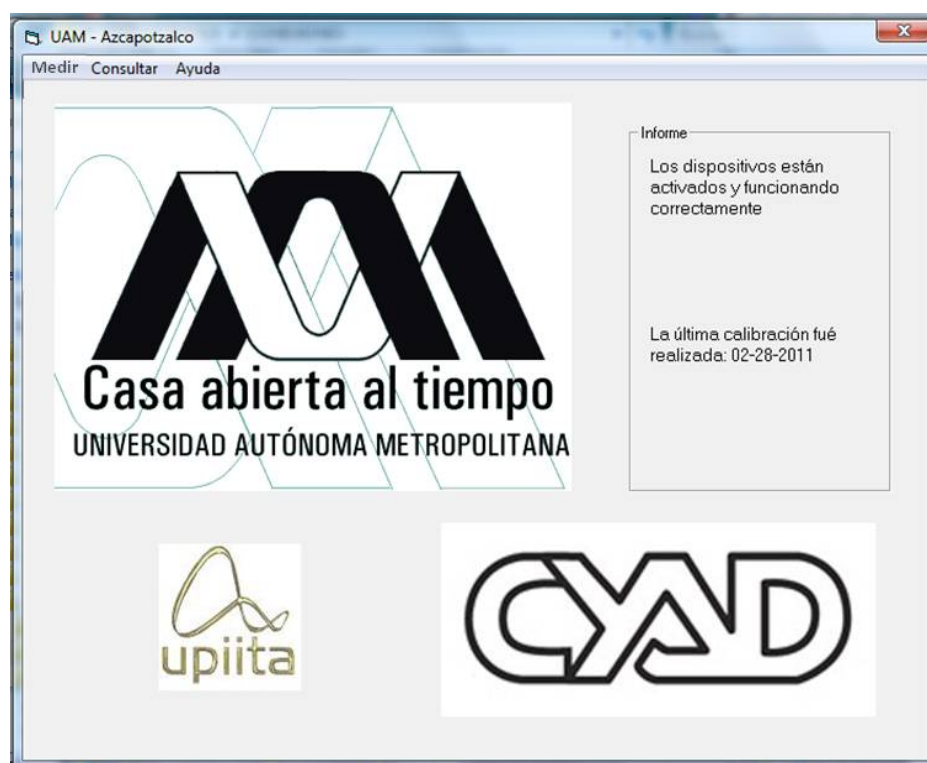 UAM - Azcapotzalco
Medir Consultar Ayuda
Informe
Los dispositivos están
activados y funcionando
correctamente
La última calibración fué
realizada: 02-28-2011
Casa abierta al tiempo
UNIVERSIDAD AUTÓNOMA METROPOLITANA
upiita
CYAD